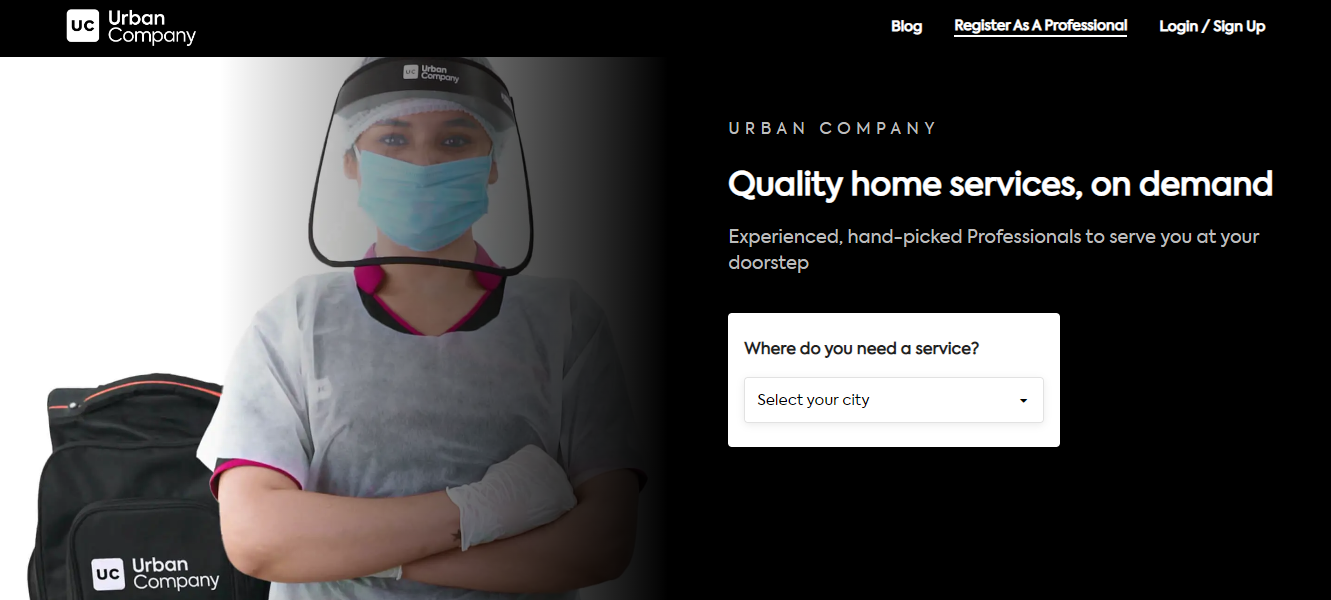 UC Urban
Company
Blog
Register As A Professional
Login / Sign Up
UC Urban
Company
URBAN COMPANY
Quality home services, on demand
Experienced, hand-picked Professionals to serve you at your
doorstep
Where do you need a service?
Select your city
UC Urban
Company